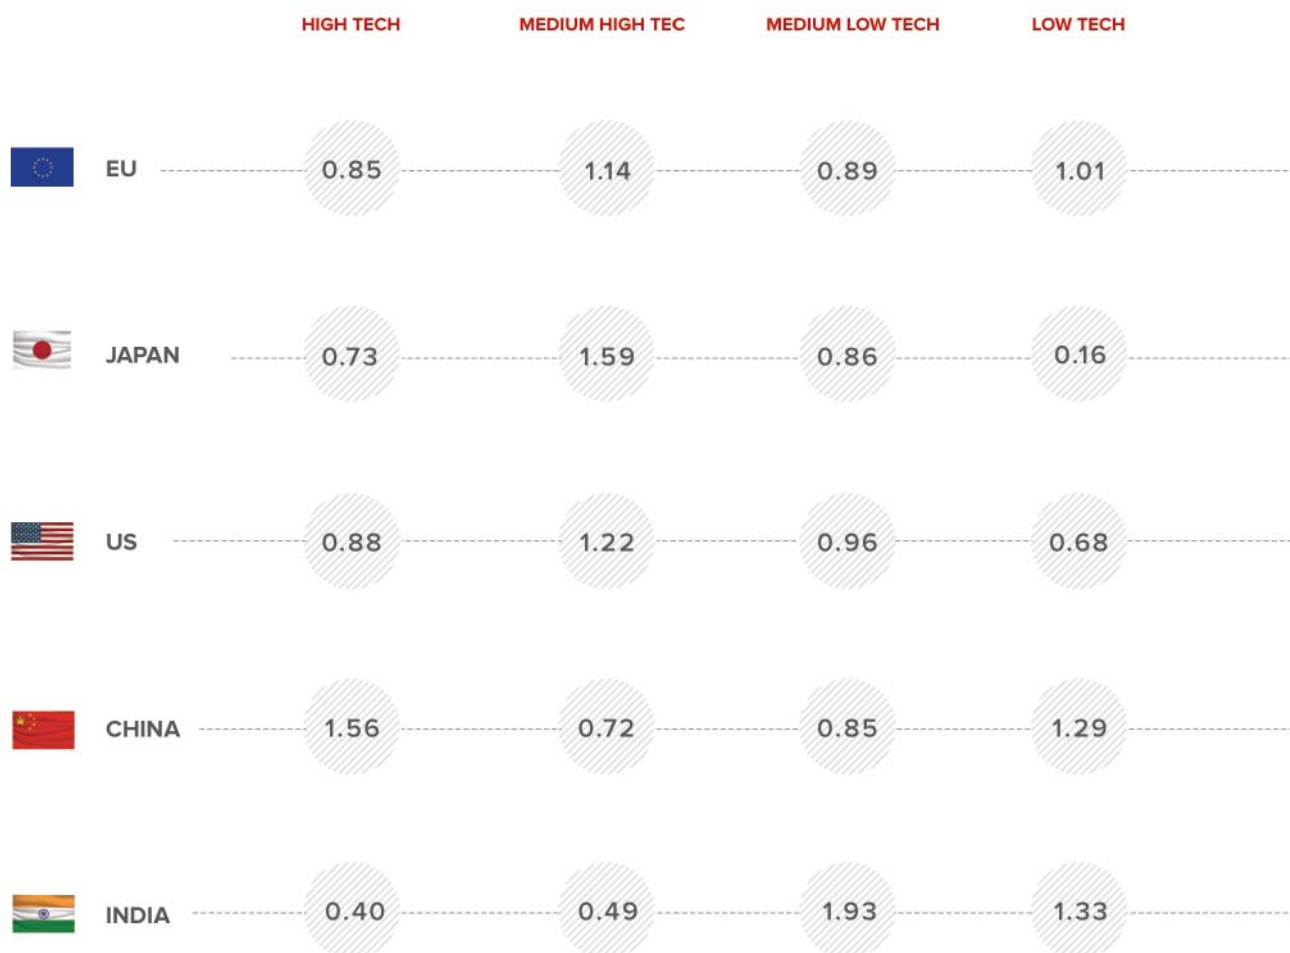 HIGH TECH MEDIUM HIGH TEC MEDIUM LOW TECH LOW TECH
EU 0.85 1.14 0.89 1.01
JAPAN 0.73 1.59 0.86 0.16
US 0.88 1.22 0.96 0.68
CHINA 1.56 0.72 0.85 1.29
INDIA 0.40 0.49 1.93 1.33